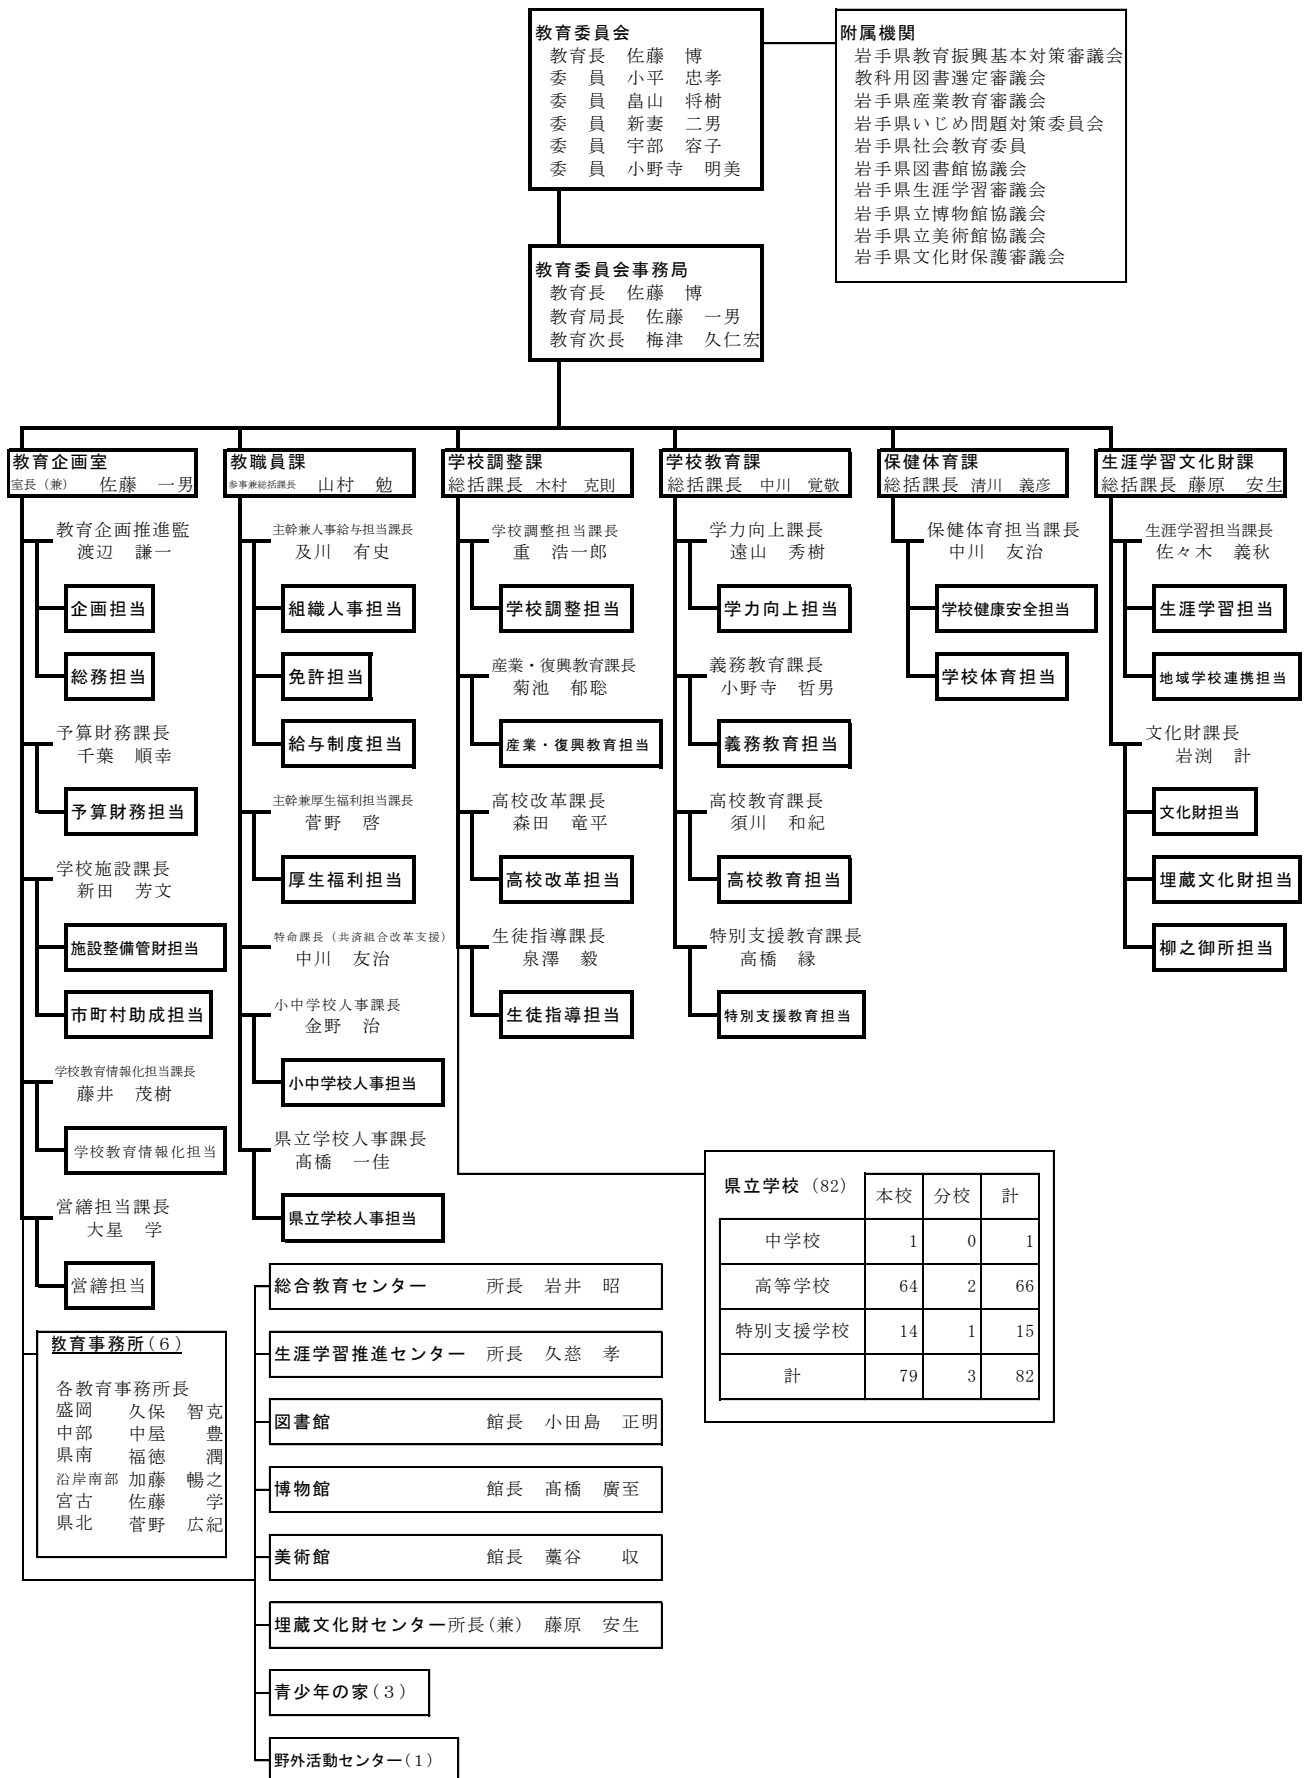 教育委員会
教育長　佐藤　博
委　員　小平　忠孝
委　員　畠山　将樹
委　員　新妻　二男
委　員　宇部　容子
委　員　小野寺　明美
附属機関
岩手県教育振興基本対策審議会
教科用図書選定審議会
岩手県産業教育審議会
岩手県いじめ問題対策委員会
岩手県社会教育委員
岩手県図書館協議会
岩手県生涯学習審議会
岩手県立博物館協議会
岩手県立美術館協議会
岩手県文化財保護審議会
教育委員会事務局
教育長　佐藤　博
教育局長　佐藤　一男
教育次長　梅津　久仁宏
教育企画室
室長（兼）　佐藤　一男
教育企画推進監
渡辺　謙一
企画担当
総務担当
予算財務課長
千葉　順幸
予算財務担当
学校施設課長
新田　芳文
施設整備管財担当
市町村助成担当
学校教育情報化担当課長
藤井　茂樹
学校教育情報化担当
営繕担当課長
大星　学
営繕担当
教職員課
参事兼総括課長　山村　勉
主幹兼人事給与担当課長
及川　有史
組織人事担当
免許担当
給与制度担当
主幹兼厚生福利担当課長
菅野　啓
厚生福利担当
特命課長（共済組合改革支援）
中川　友治
小中学校人事課長
金野　治
小中学校人事担当
県立学校人事課長
髙橋　一佳
県立学校人事担当
学校調整課
総括課長　木村　克則
学校調整担当課長
重　浩一郎
学校調整担当
産業・復興教育課長
菊池　郁聡
産業・復興教育担当
高校改革課長
森田　竜平
高校改革担当
生徒指導課長
泉澤　毅
生徒指導担当
学校教育課
総括課長　中川　覚敬
学力向上課長
遠山　秀樹
学力向上担当
義務教育課長
小野寺　哲男
義務教育担当
高校教育課長
須川　和紀
高校教育担当
特別支援教育課長
高橋　縁
特別支援教育担当
保健体育課
総括課長　清川　義彦
保健体育担当課長
中川　友治
学校健康安全担当
学校体育担当
生涯学習文化財課
総括課長　藤原　安生
生涯学習担当課長
佐々木　義秋
生涯学習担当
地域学校連携担当
文化財課長
岩渕　計
文化財担当
埋蔵文化財担当
柳之御所担当
県立学校（82）　本校　分校　計
中学校　1　0　1
高等学校　64　2　66
特別支援学校　14　1　15
計　79　3　82
教育事務所（6）
各教育事務所長
盛岡　久保　智克
中部　中屋　豊
県南　福徳　潤
沿岸南部　加藤　暢之
宮古　佐藤　学
県北　菅野　広紀
総合教育センター　所長　岩井　昭
生涯学習推進センター　所長　久慈　孝
図書館　館長　小田島　正明
博物館　館長　髙橋　廣至
美術館　館長　藁谷　収
埋蔵文化財センター　所長（兼）　藤原　安生
青少年の家（3）
野外活動センター（1）